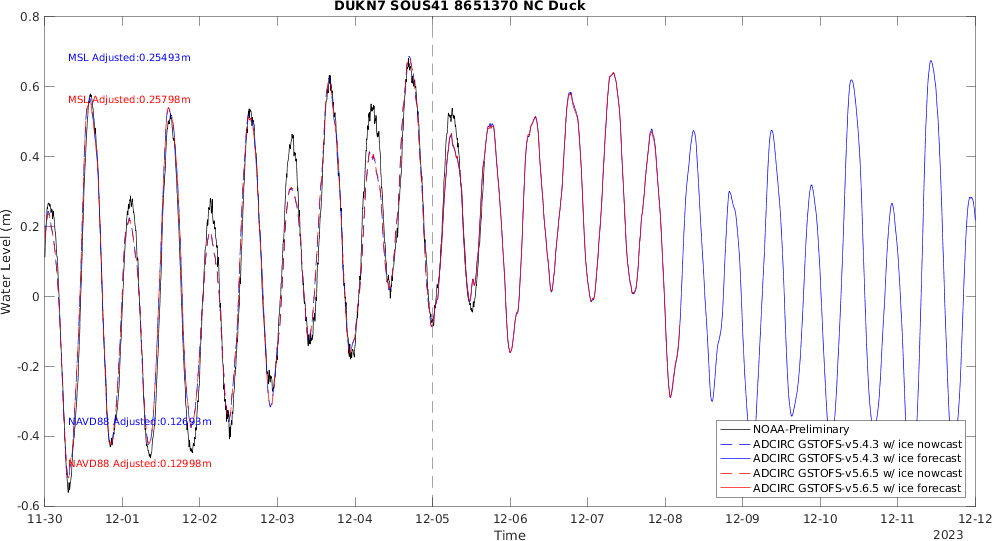 DUKN7 SOUS41 8651370 NC Duck
0.8
MSL Adjusted:0.25493m
0.6
MSL Adjusted:0.25798m
0.4
0.2
Water Level (m)
0
-0.2
NAVD88 Adjusted:0.12693m
-0.4
NAVD88 Adjusted:0.12998m
-0.6
NOAA-Preliminary
ADCIRC GSTOFS-v5.4.3 w/ ice nowcast
ADCIRC GSTOFS-v5.4.3 w/ ice forecast
ADCIRC GSTOFS-v5.6.5 w/ ice nowcast
ADCIRC GSTOFS-v5.6.5 w/ ice forecast
11-30 12-01 12-02 12-03 12-04 12-05 12-06 12-07 12-08 12-09 12-10 12-11 12-12
Time
2023